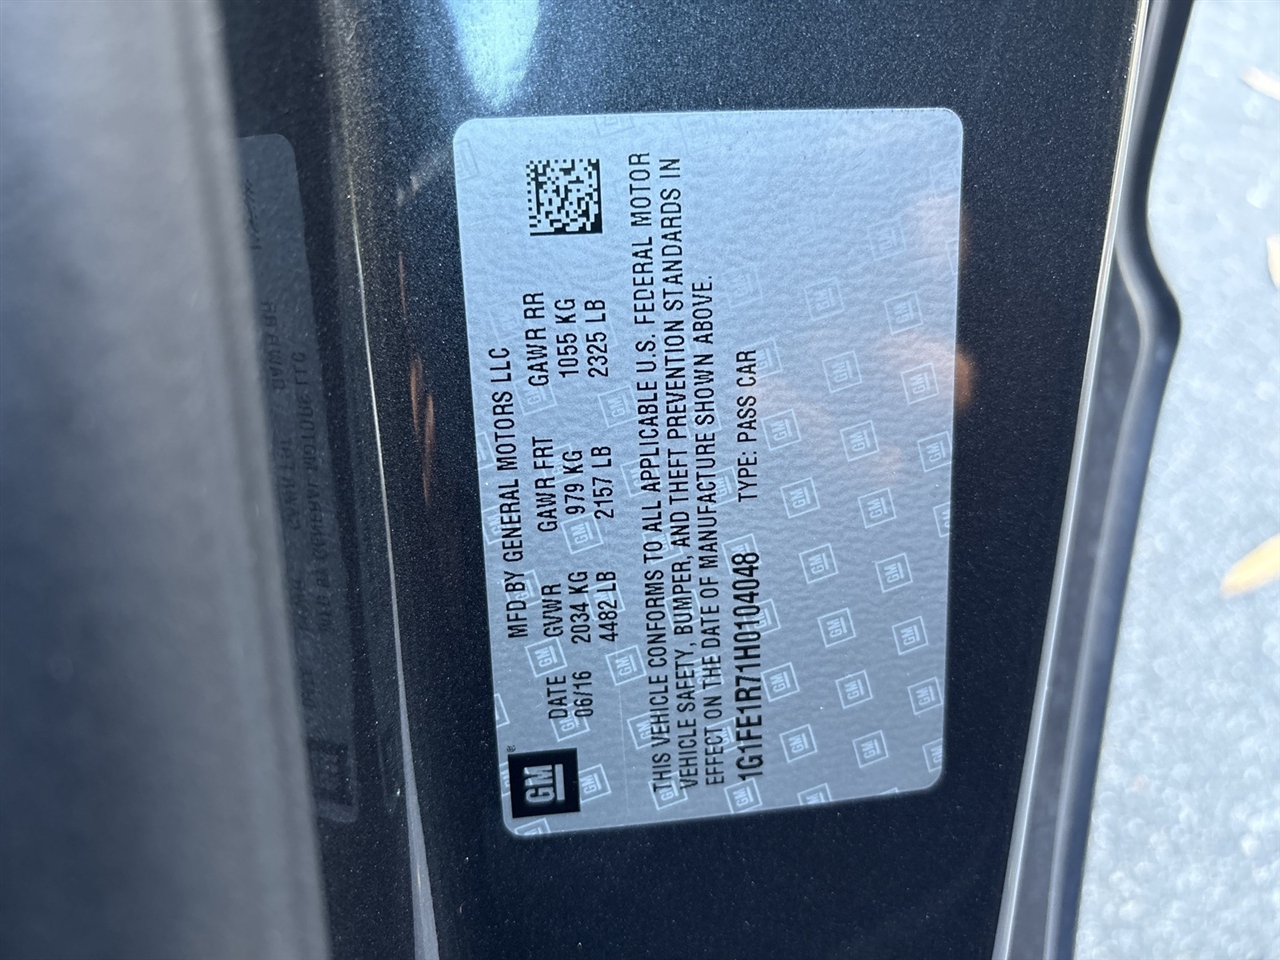 GM
MFD BY GENERAL MOTORS LLC
DATE GVWR GAWR FRT GAWR RR
06/16 2034 KG 979 KG 1055 KG
4482 LB 2157 LB 2325 LB
THIS VEHICLE CONFORMS TO ALL APPLICABLE U.S. FEDERAL MOTOR
VEHICLE SAFETY, BUMPER, AND THEFT PREVENTION STANDARDS IN
EFFECT ON THE DATE OF MANUFACTURE SHOWN ABOVE.
1G1FE1R71H0104048 TYPE: PASS CAR